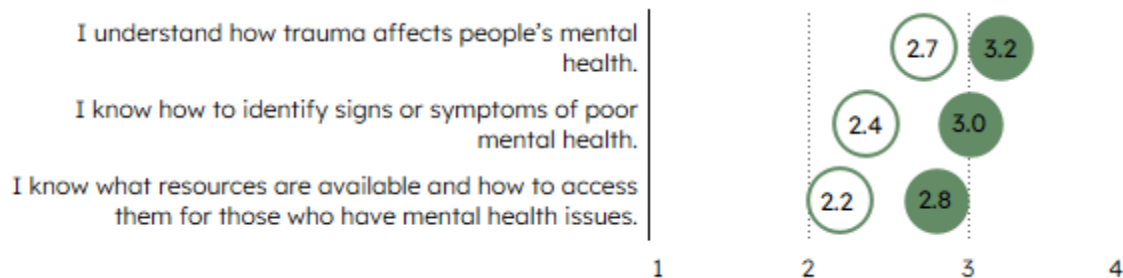 I understand how trauma affects people's mental
health.
2.7
3.2
I know how to identify signs or symptoms of poor
mental health.
2.4
3.0
I know what resources are available and how to access
them for those who have mental health issues.
2.2
2.8
1 2 3 4